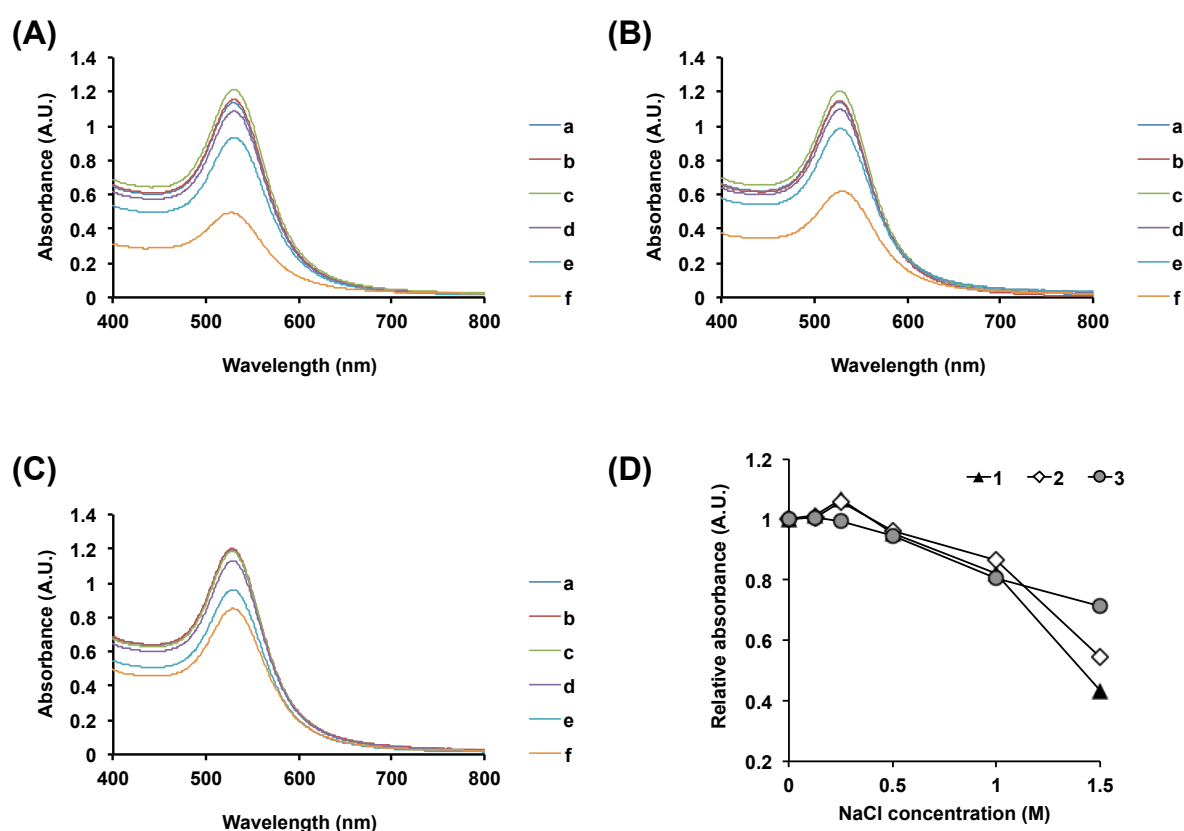 (A)
1.4
1.2
1
0.8
0.6
0.4
0.2
0
400 500 600 700 800
Absorbance (A.U.)
Wavelength (nm)
a
b
c
d
e
f
(B)
1.4
1.2
1
0.8
0.6
0.4
0.2
0
400 500 600 700 800
Absorbance (A.U.)
Wavelength (nm)
a
b
c
d
e
f
(C)
1.4
1.2
1.0
0.8
0.6
0.4
0.2
0
400 500 600 700 800
Absorbance (A.U.)
Wavelength (nm)
a
b
c
d
e
f
(D)
1.2
1
0.8
0.6
0.4
0.2
0 0.5 1 1.5
Relative absorbance (A.U.)
NaCl concentration (M)
1 2 3